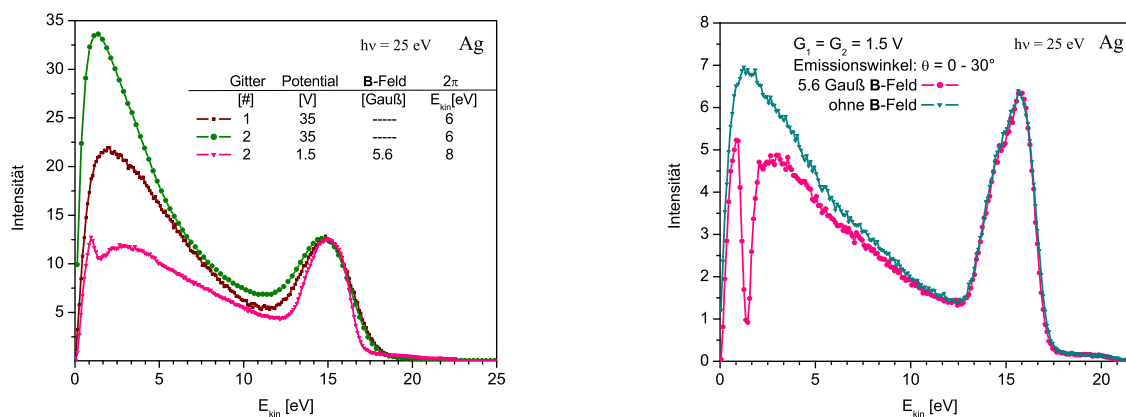 35
30
25
20
15
10
5
0 5 10 15 20 25
Intensität
E_kin [eV]
hν = 25 eV Ag
Gitter Potential B-Feld 2π
[#] [V] [Gauß] E_kin[eV]
1 35 ----- 6
2 35 ----- 6
2 1.5 5.6 8
8
7
6
5
4
3
2
1
0
0 5 10 15 20
Intensität
E_kin [eV]
G_1 = G_2 = 1.5 V hν = 25 eV Ag
Emissionswinkel: θ = 0 - 30°
5.6 Gauß B-Feld
ohne B-Feld